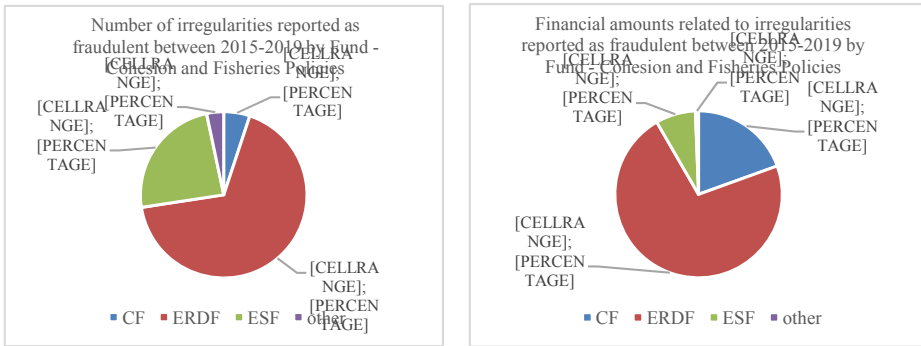 Number of irregularities reported as
fraudulent between 2015-2019 by Fund -
Cohesion and Fisheries Policies
[CELLRA
NGE];
[PERCEN
TAGE]
[CELLRA
NGE];
[PERCEN
TAGE]
[CELLRA
NGE];
[PERCEN
TAGE]
[CELLRA
NGE];
[PERCEN
TAGE]
CF ERDF ESF other
Financial amounts related to irregularities
reported as fraudulent between 2015-2019 by
Fund - Cohesion and Fisheries Policies
[CELLRA
NGE];
[PERCEN
TAGE]
[CELLRA
NGE];
[PERCEN
TAGE]
[CELLRA
NGE];
[PERCEN
TAGE]
[CELLRA
NGE];
[PERCEN
TAGE]
CF ERDF ESF other